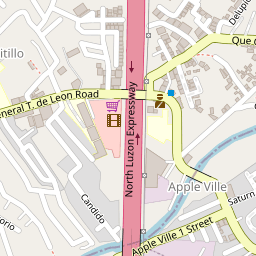 itillo
Delupi
Que
General T. de Leon Road
North Luzon Expressway
Apple Ville
Saturn
Candido
orio
Apple Ville 1 Street